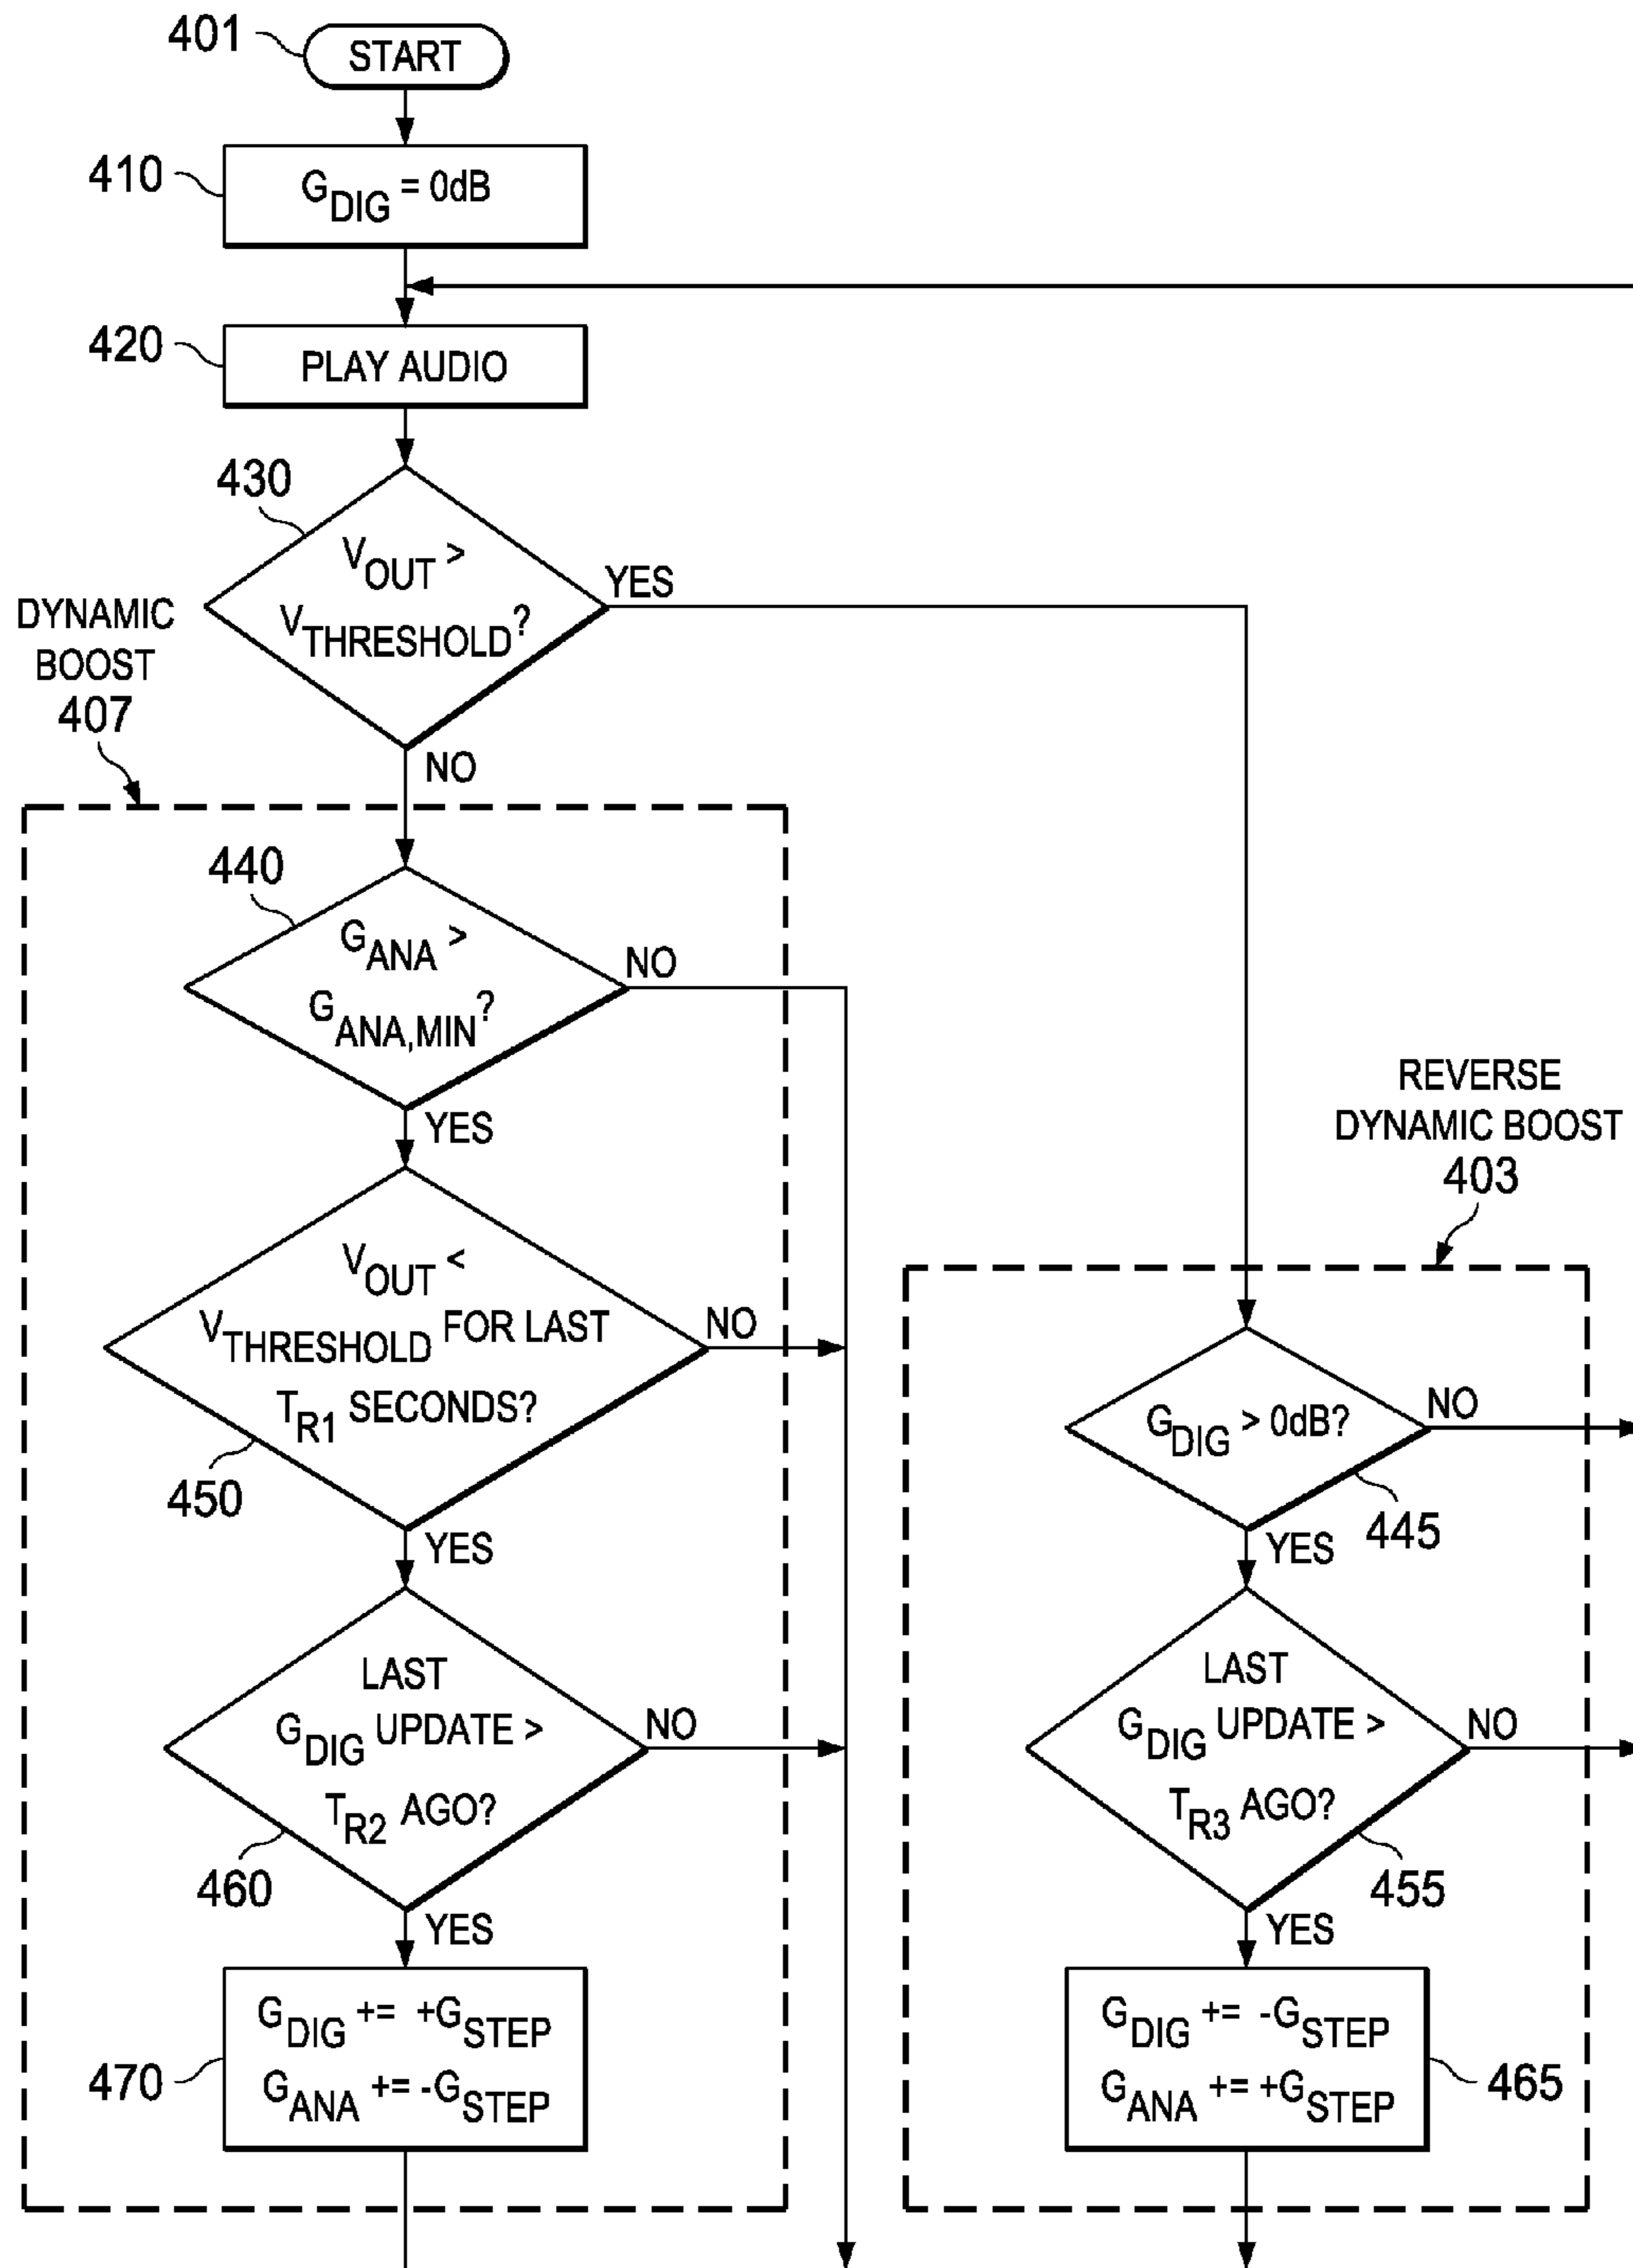 401
START
410
GDIG = 0dB
420
PLAY AUDIO
430
VOUT >
VTHRESHOLD?
YES
NO
DYNAMIC
BOOST
407
440
GANA >
GANA,MIN?
NO
YES
VOUT <
VTHRESHOLD FOR LAST
TR1 SECONDS?
NO
450
YES
LAST
GDIG UPDATE >
TR2 AGO?
NO
460
YES
GDIG += +GSTEP
GANA += -GSTEP
470
REVERSE
DYNAMIC BOOST
403
GDIG > 0dB?
NO
445
YES
LAST
GDIG UPDATE >
TR3 AGO?
NO
455
YES
GDIG += -GSTEP
GANA += +GSTEP
465